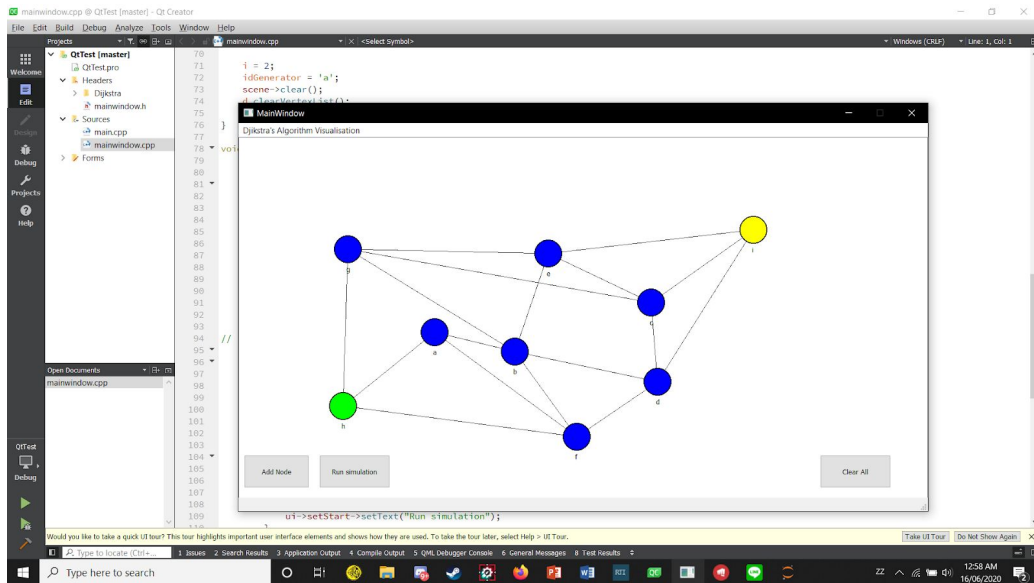 mainwindow.cpp @ QtTest [master] - Qt Creator
File Edit Build Debug Analyze Tools Window Help
Projects
mainwindow.cpp
<Select Symbol>
Windows (CRLF)
Line: 1, Col: 1
Welcome
Edit
Design
Debug
Projects
Help
QtTest [master]
QtTest.pro
Headers
Dijkstra
mainwindow.h
Sources
main.cpp
mainwindow.cpp
Forms
70
71 i = 2;
72 idGenerator = 'a';
73 scene->clear();
74 d.clearVertexList();
75
76 }
77
78 voi
79
80
81
82
83
84
85
86
87
88
89
90
91
92
93
94 //
95
96
97
98
99
100
101
102
103
104
105
106
107
108
109 ui->setStart->setText("Run simulation");
110
MainWindow
Djikstra's Algorithm Visualisation
i
g
e
c
a
b
d
h
f
Add Node
Run simulation
Clear All
Open Documents
mainwindow.cpp
QtTest
Debug
Would you like to take a quick UI tour? This tour highlights important user interface elements and shows how they are used. To take the tour later, select Help > UI Tour.
Take UI Tour
Do Not Show Again
Type to locate (Ctrl+...
1 Issues 2 Search Results 3 Application Output 4 Compile Output 5 QML Debugger Console 6 General Messages 8 Test Results
Type here to search
ZZ
12:58 AM
16/06/2020